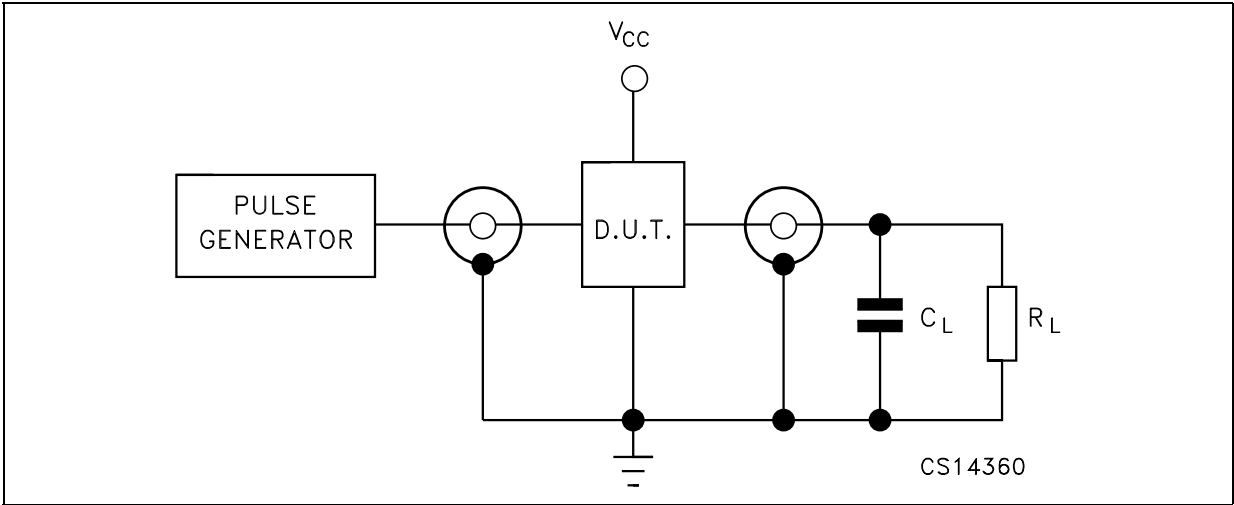 VCC
PULSE
GENERATOR
D.U.T.
CL
RL
CS14360